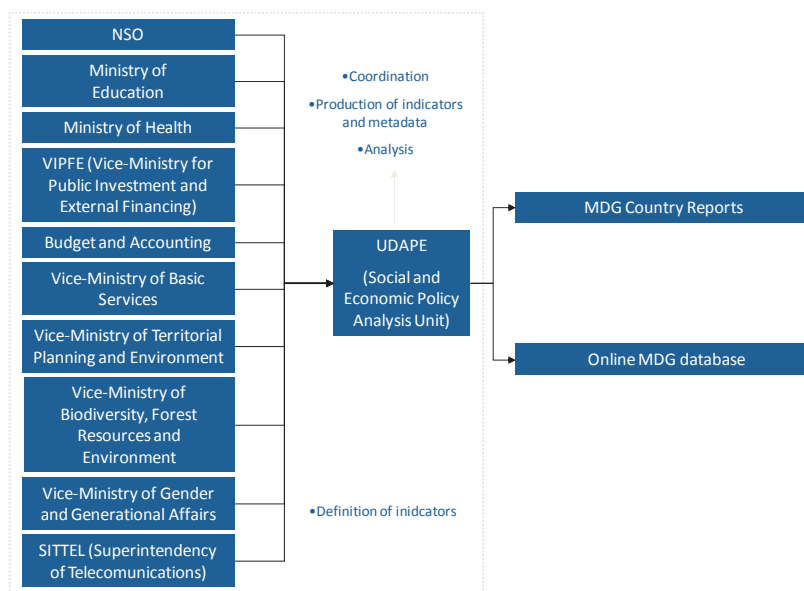 NSO
Ministry of
Education
Ministry of Health
VIPFE (Vice-Ministry for
Public Investment and
External Financing)
Budget and Accounting
Vice-Ministry of Basic
Services
Vice-Ministry of Territorial
Planning and Environment
Vice-Ministry of
Biodiversity, Forest
Resources and
Environment
Vice-Ministry of Gender
and Generational Affairs
SITTEL (Superintendency
of Telecomunications)
•Coordination
•Production of indicators
and metadata
•Analysis
UDAPE
(Social and
Economic Policy
Analysis Unit)
•Definition of inidcators
MDG Country Reports
Online MDG database